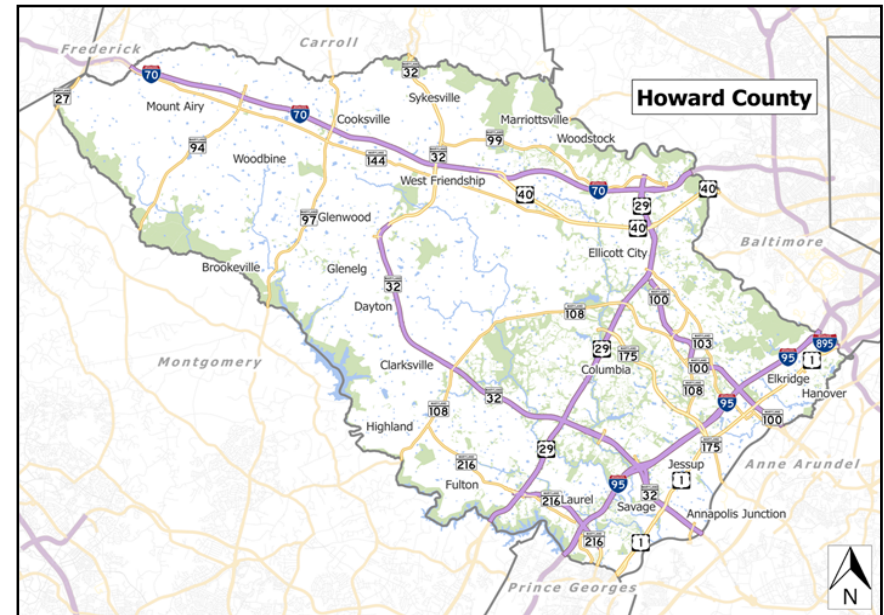 Howard County
Frederick
Carroll
32
70
27
Mount Airy
70
Sykesville
Cooksville
Marriottsville
Woodstock
99
94
Woodbine
144
32
West Friendship
40
70
40
29
97
Glenwood
40
Baltimore
Ellicott City
Brookeville
Glenelg
32
100
Dayton
108
103
895
Montgomery
29
175
95
1
Clarksville
Columbia
100
Elkridge
32
108
Hanover
95
108
100
Highland
29
175
216
Jessup
Anne Arundel
Fulton
95
1
216
Laurel
32
Savage
Annapolis Junction
216
1
Prince Georges
N